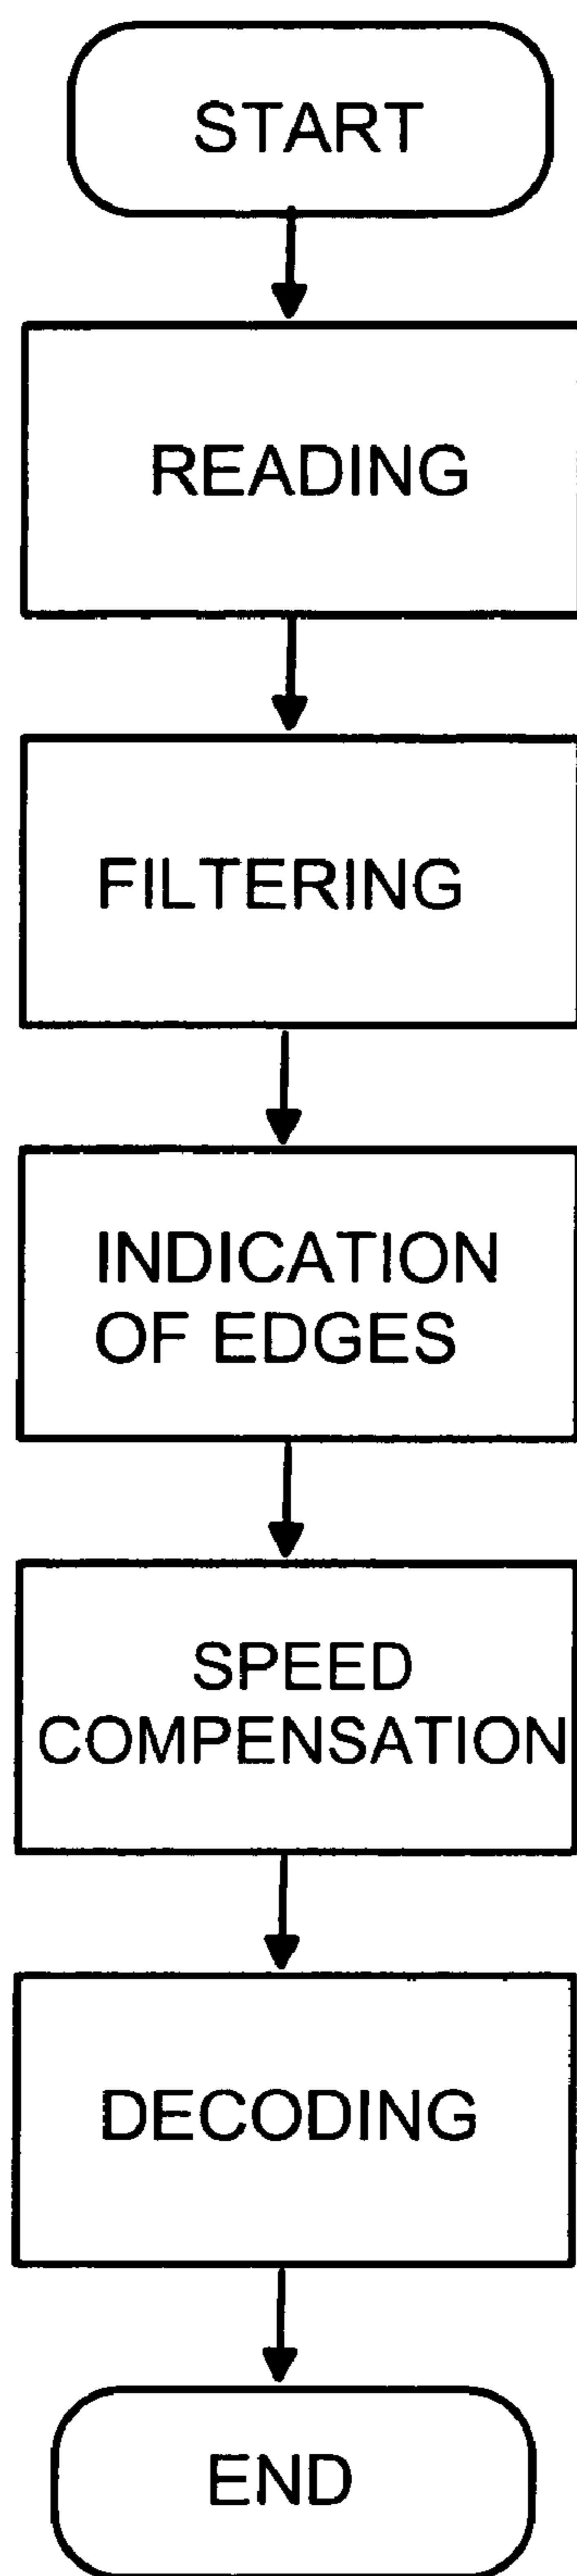 START
READING
FILTERING
INDICATION
OF EDGES
SPEED
COMPENSATION
DECODING
END